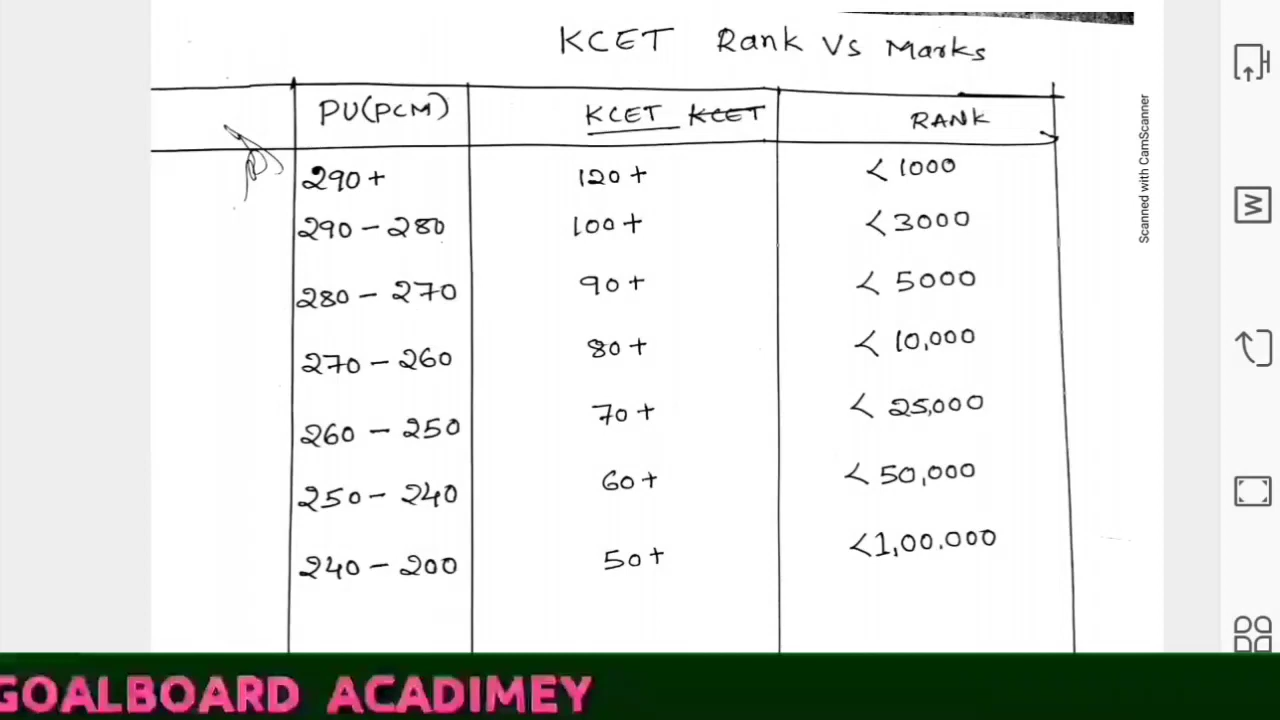 KCET Rank Vs Marks
PU(PCM) KCET KCET RANK
290+ 120+ <1000
290-280 100+ <3000
280-270 90+ <5000
270-260 80+ <10,000
260-250 70+ <25,000
250-240 60+ <50,000
240-200 50+ <1,00.000
Scanned with CamScanner
W
GOALBOARD ACADIMEY